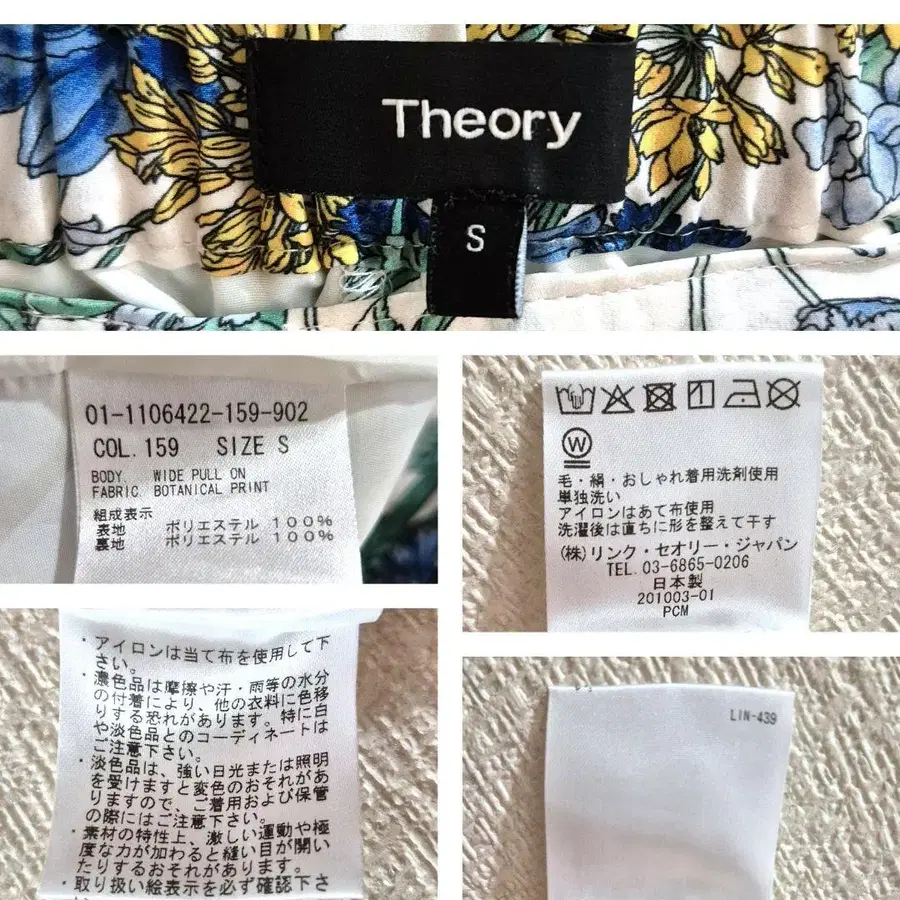 Theory
S
01-1106422-159-902
COL.159 SIZE S
BODY. WIDE PULL ON
FABRIC. BOTANICAL PRINT
組成表示
表地 ポリエステル 100%
裏地 ポリエステル 100%
W
毛・絹・おしゃれ着用洗剤使用
単独洗い
アイロンはあて布使用
洗濯後は直ちに形を整えて干す
(株)リンク・セオリー・ジャパン
TEL. 03-6865-0206
日本製
201003-01
PCM
・アイロンは当て布を使用して下
さい。
・濃色品は摩擦や汗・雨等の水分
の付着により、他の衣料に色移
りする恐れがあります。特に白
や淡色品とのコーディネートは
ご注意下さい。
・淡色品は、強い日光または照明
を受けますと変色のおそれがあ
りますので、ご着用および保管
の際にはご注意下さい。
・素材の特性上、激しい運動や極
度な力が加わると縫い目が開い
たりするおそれがあります。
・取り扱い絵表示を必ず確認下さ
LIN-439